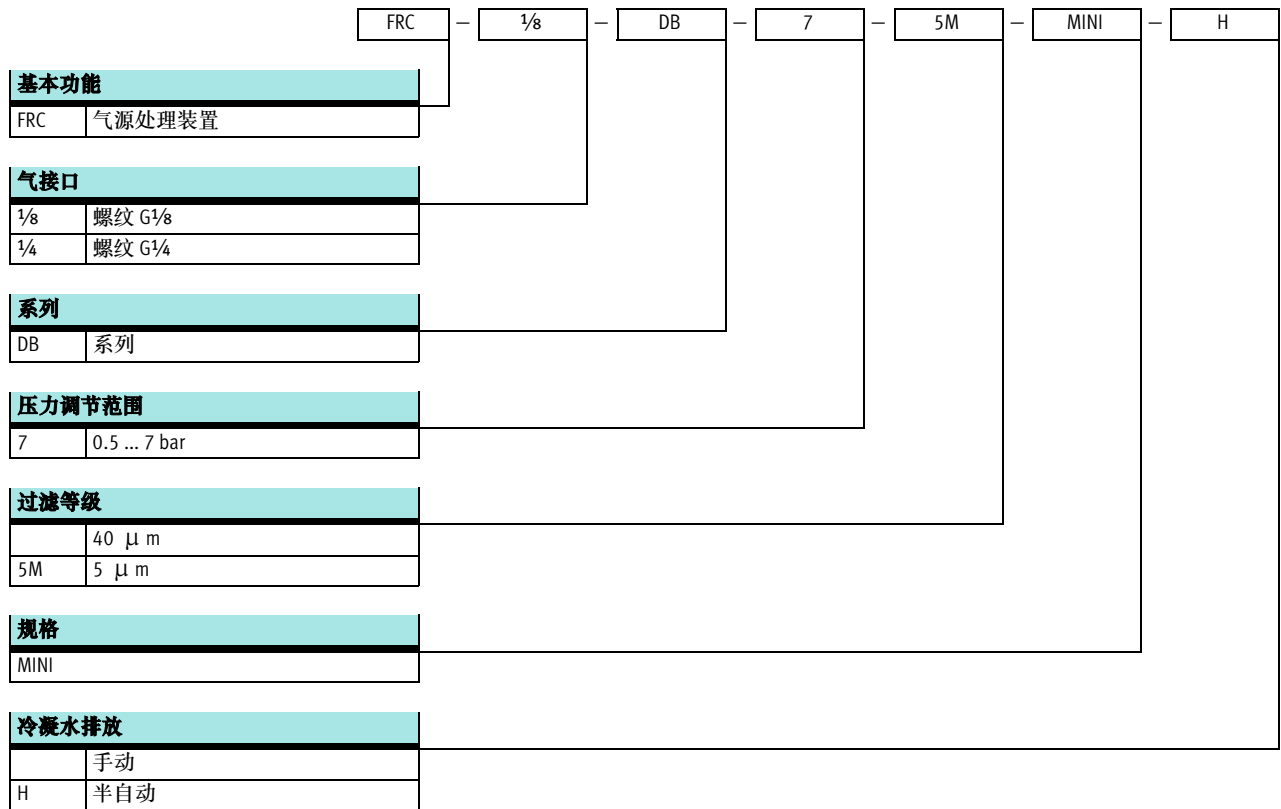 FRC – ⅛ – DB – 7 – 5M – MINI – H
基本功能
FRC 气源处理装置
气接口
⅛ 螺纹 G⅛
¼ 螺纹 G¼
系列
DB 系列
压力调节范围
7 0.5 ... 7 bar
过滤等级
40 μm
5M 5 μm
规格
MINI
冷凝水排放
手动
H 半自动